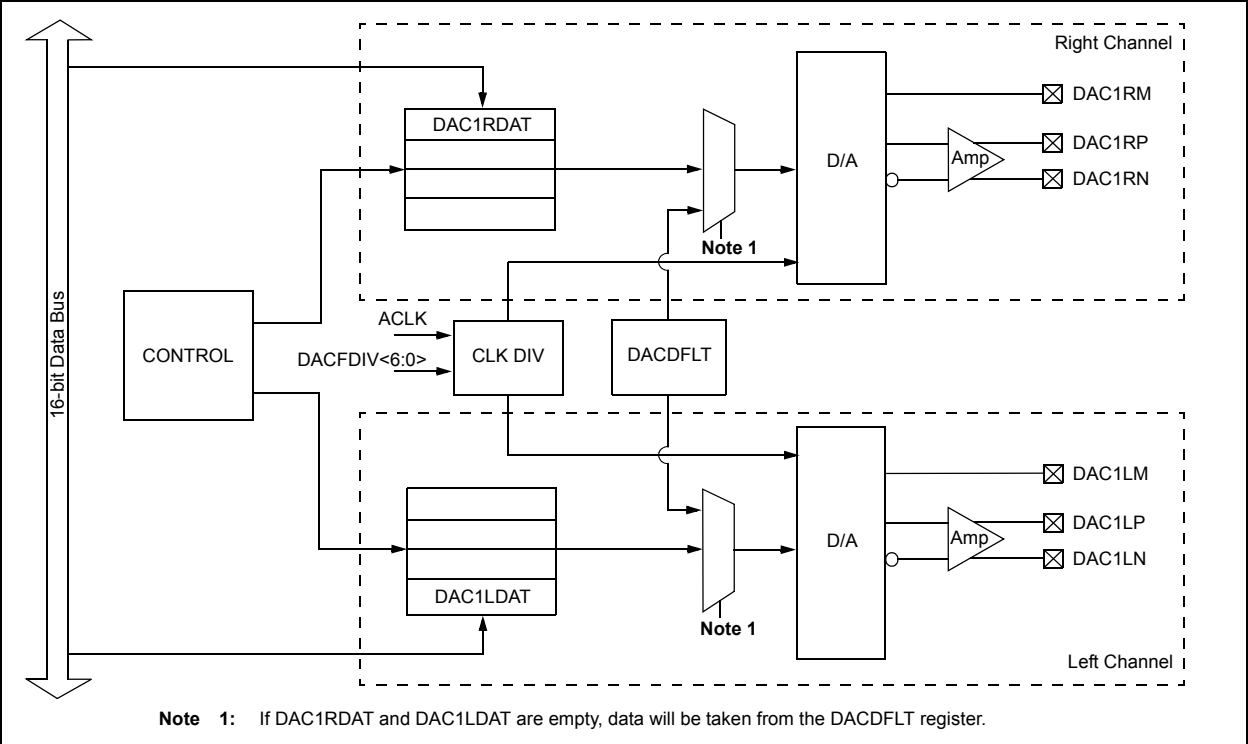 Right Channel
DAC1RDAT
DAC1RM
DAC1RP
DAC1RN
D/A
Amp
Note 1
16-bit Data Bus
CONTROL
ACLK
DACFDIV<6:0>
CLK DIV
DACDFLT
DAC1LDAT
Note 1
D/A
Amp
DAC1LM
DAC1LP
DAC1LN
Left Channel
Note 1: If DAC1RDAT and DAC1LDAT are empty, data will be taken from the DACDFLT register.